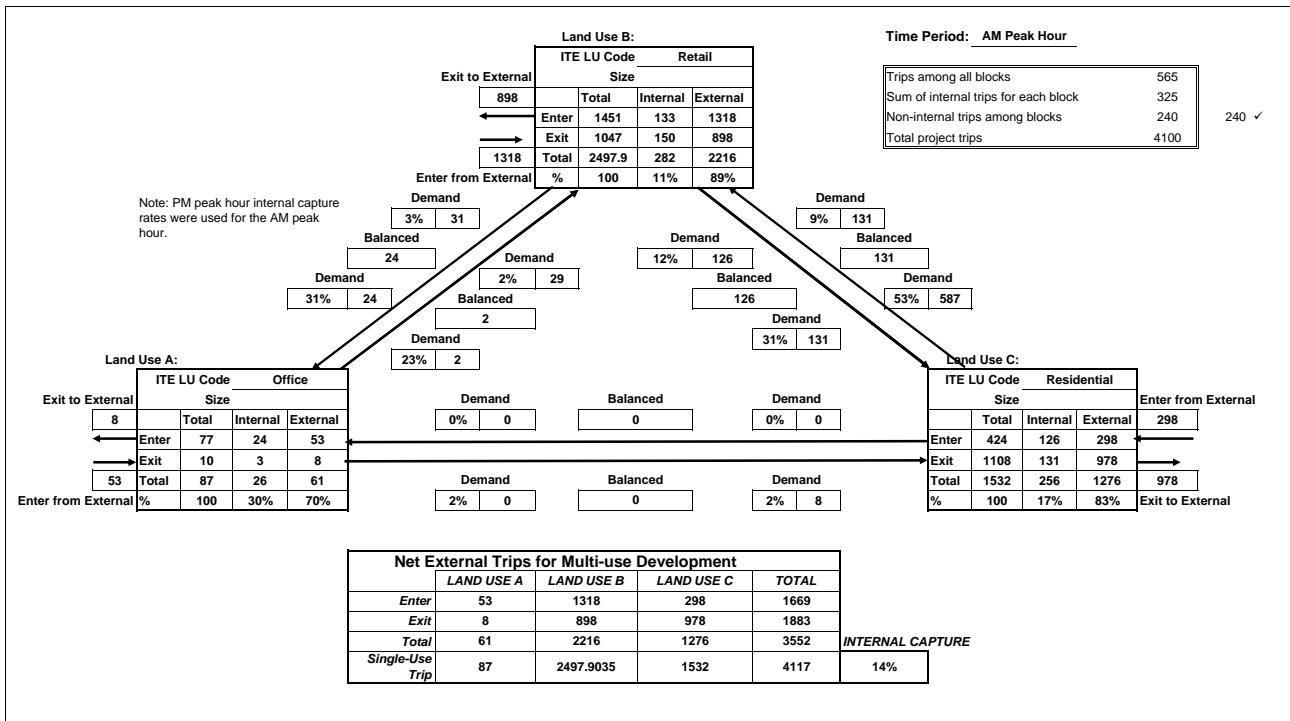 Land Use B:
Time Period: AM Peak Hour
ITE LU Code Retail
Exit to External Size
898 Total Internal External
Enter 1451 133 1318
Exit 1047 150 898
1318 Total 2497.9 282 2216
Enter from External % 100 11% 89%
Trips among all blocks 565
Sum of internal trips for each block 325
Non-internal trips among blocks 240 240 ✓
Total project trips 4100
Note: PM peak hour internal capture
rates were used for the AM peak
hour.
Demand
3% 31
Balanced
24
Demand
31% 24
Demand
2% 29
Balanced
2
Demand
23% 2
Demand
12% 126
Balanced
126
Demand
31% 131
Demand
9% 131
Balanced
131
Demand
53% 587
Land Use A:
ITE LU Code Office
Exit to External Size
8 Total Internal External
Enter 77 24 53
Exit 10 3 8
53 Total 87 26 61
Enter from External % 100 30% 70%
Demand Balanced Demand
0% 0 0 0% 0
Demand Balanced Demand
2% 0 0 2% 8
Land Use C:
ITE LU Code Residential
Size Enter from External
Total Internal External 298
Enter 424 126 298
Exit 1108 131 978
Total 1532 256 1276 978
% 100 17% 83% Exit to External
Net External Trips for Multi-use Development
LAND USE A LAND USE B LAND USE C TOTAL
Enter 53 1318 298 1669
Exit 8 898 978 1883
Total 61 2216 1276 3552 INTERNAL CAPTURE
Single-Use
Trip 87 2497.9035 1532 4117 14%